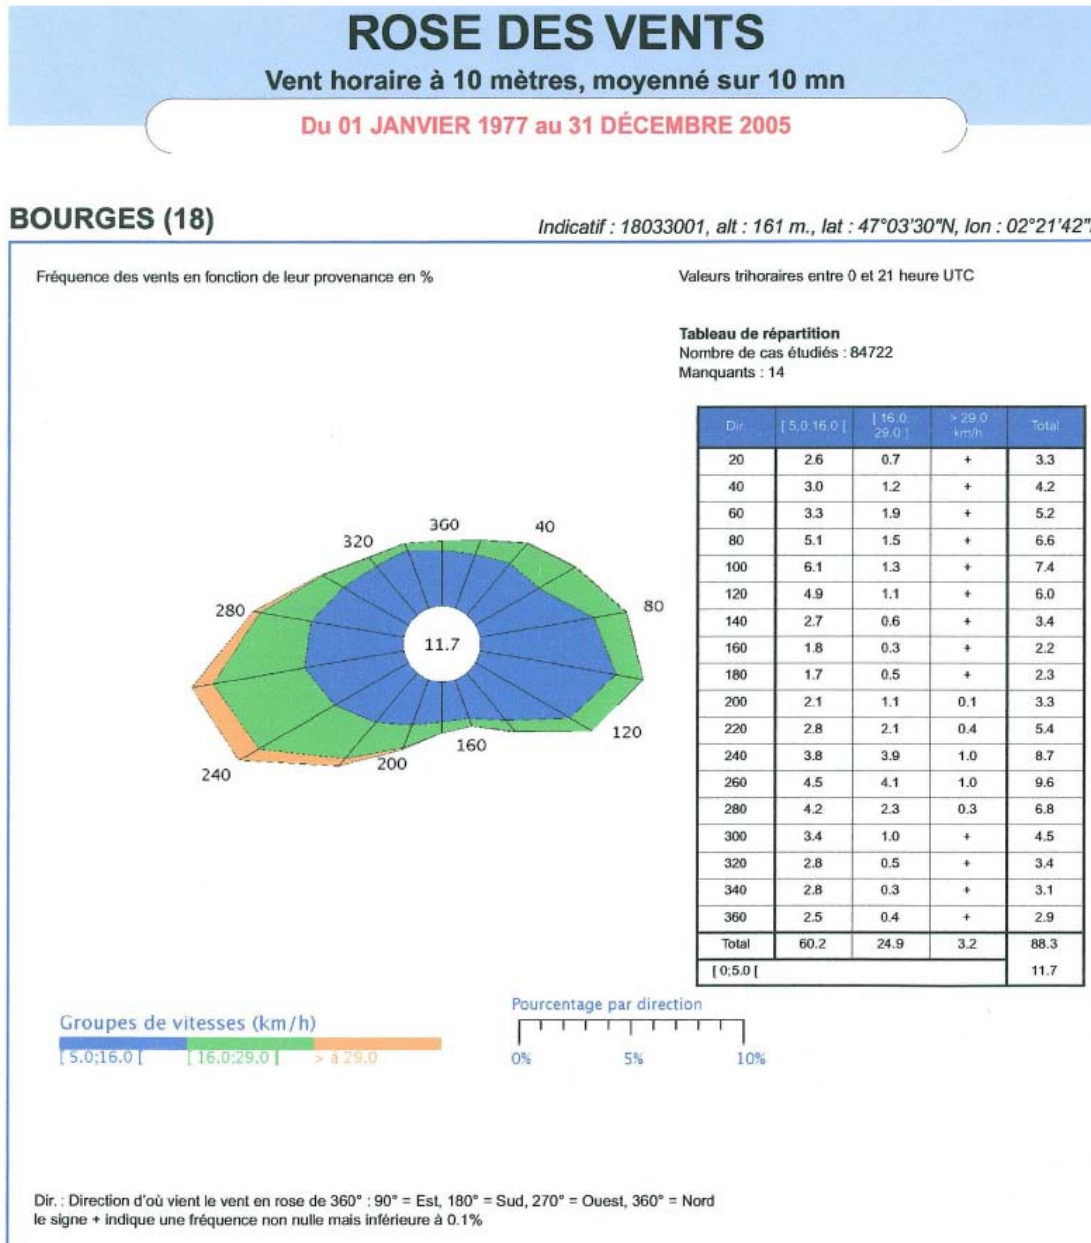 ROSE DES VENTS
Vent horaire à 10 mètres, moyenné sur 10 mn
Du 01 JANVIER 1977 au 31 DÉCEMBRE 2005
BOURGES (18)
Indicatif : 18033001, alt : 161 m., lat : 47°03'30"N, lon : 02°21'42"
Fréquence des vents en fonction de leur provenance en %
Valeurs trihoraires entre 0 et 21 heure UTC
Tableau de répartition
Nombre de cas étudiés : 84722
Manquants : 14
Dir. [ 5.0;16.0 [ [ 16.0; 29.0 ] > 29.0 km/h Total
20 2.6 0.7 + 3.3
40 3.0 1.2 + 4.2
60 3.3 1.9 + 5.2
80 5.1 1.5 + 6.6
100 6.1 1.3 + 7.4
120 4.9 1.1 + 6.0
140 2.7 0.6 + 3.4
160 1.8 0.3 + 2.2
180 1.7 0.5 + 2.3
200 2.1 1.1 0.1 3.3
220 2.8 2.1 0.4 5.4
240 3.8 3.9 1.0 8.7
260 4.5 4.1 1.0 9.6
280 4.2 2.3 0.3 6.8
300 3.4 1.0 + 4.5
320 2.8 0.5 + 3.4
340 2.8 0.3 + 3.1
360 2.5 0.4 + 2.9
Total 60.2 24.9 3.2 88.3
[ 0;5.0 [ 11.7
360
40
320
280
80
11.7
120
160
200
240
Groupes de vitesses (km/h)
[ 5.0;16.0 [ [ 16.0;29.0 ] > à 29.0
Pourcentage par direction
0% 5% 10%
Dir. : Direction d'où vient le vent en rose de 360° : 90° = Est, 180° = Sud, 270° = Ouest, 360° = Nord
le signe + indique une fréquence non nulle mais inférieure à 0.1%